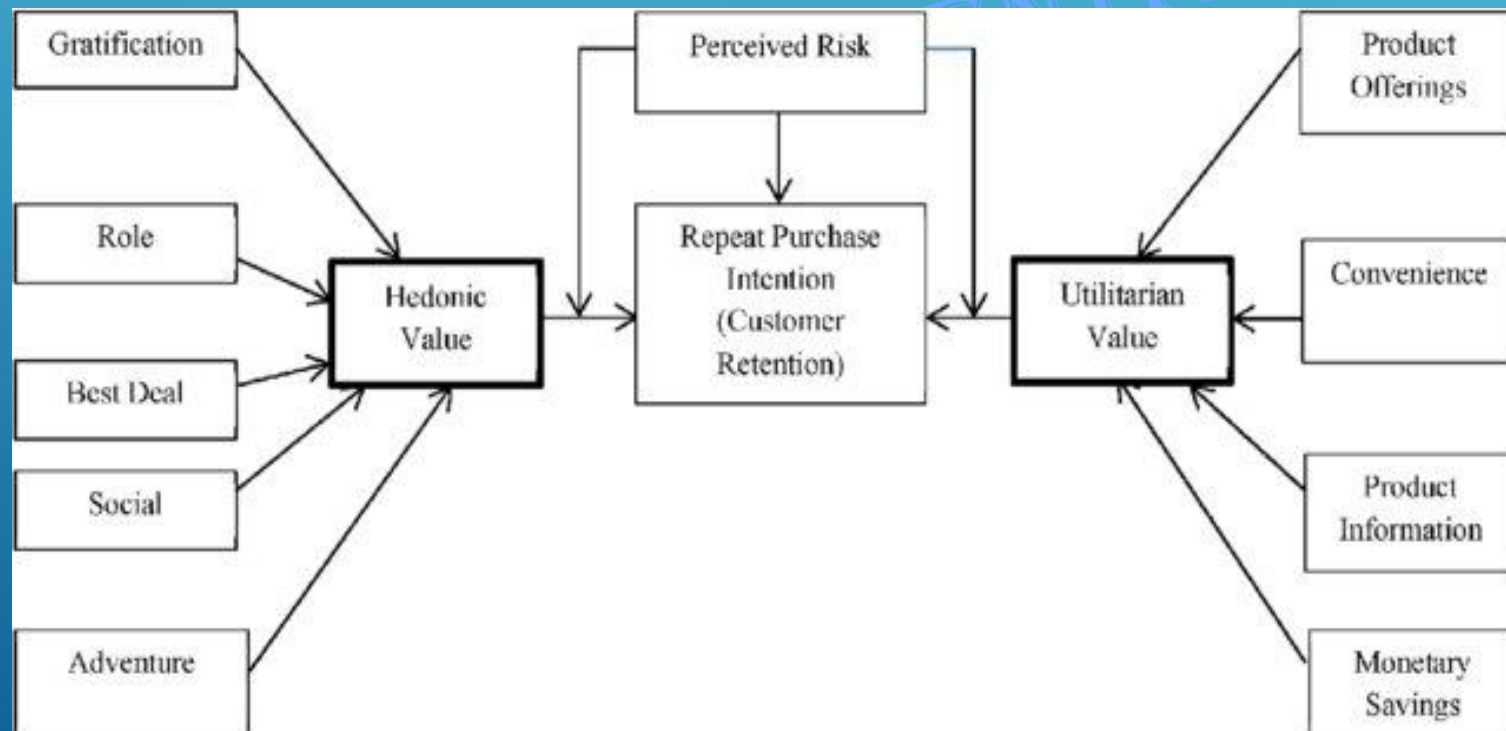 Gratification
Perceived Risk
Product
Offerings
Role
Repeat Purchase
Intention
(Customer
Retention)
Convenience
Hedonic
Value
Utilitarian
Value
Best Deal
Social
Product
Information
Adventure
Monetary
Savings